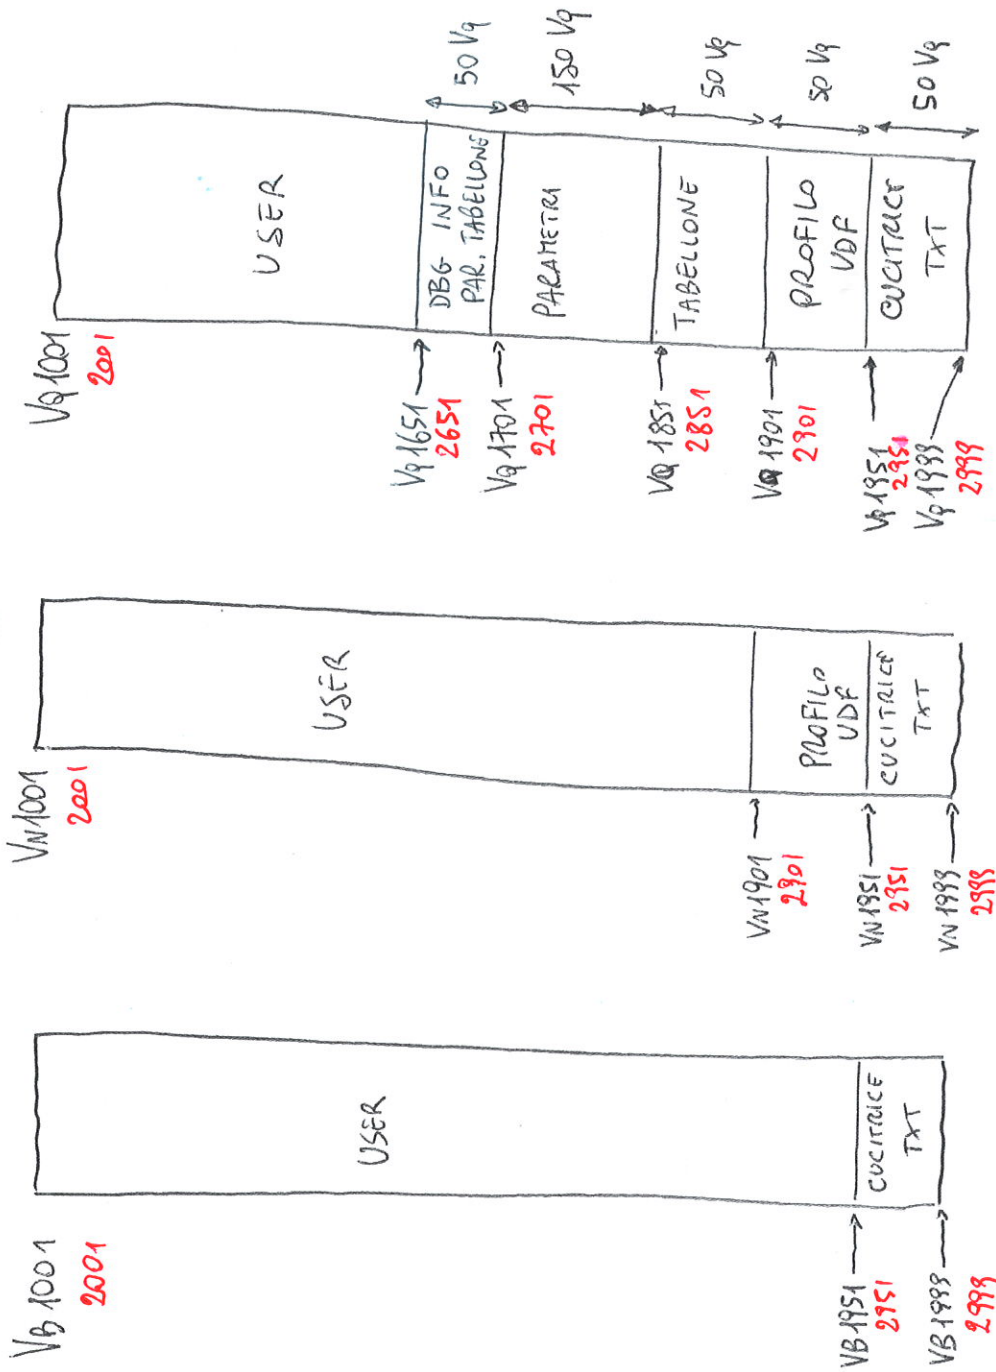 VB 1001
2001
USER
VB 1951
2951
CUCITRICE
TXT
VB 1999
2999
VN 1001
2001
USER
VN 1901
2901
PROFILO
VDF
VN 1951
2951
CUCITRICE
TXT
VN 1999
2999
VQ 1001
2001
USER
VQ 1651
2651
DBG INFO
PAR. TABELLONE
50 VQ
VQ 1701
2701
PARAMETRI
150 VQ
VQ 1851
2851
TABELLONE
50 VQ
VQ 1901
2901
PROFILO
VDF
50 VQ
VQ 1951
2951
CUCITRICE
TXT
50 VQ
VQ 1999
2999